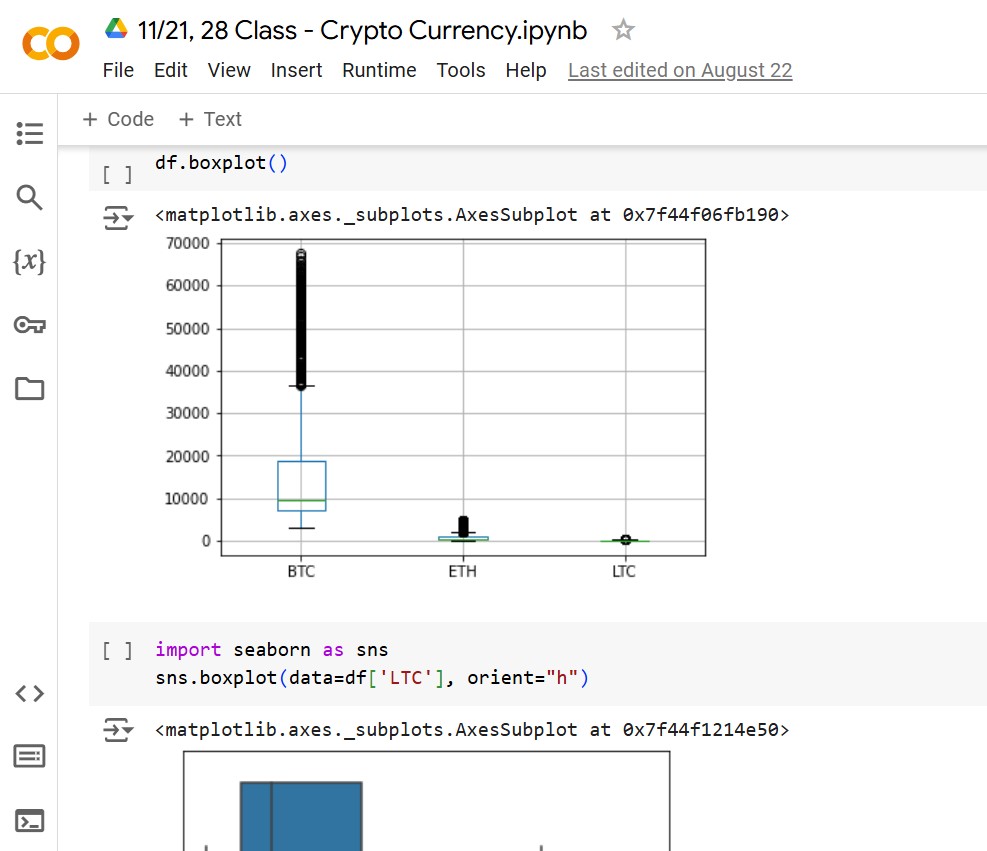 11/21, 28 Class - Crypto Currency.ipynb
File Edit View Insert Runtime Tools Help Last edited on August 22
+ Code + Text
{x}
[ ] df.boxplot()
<matplotlib.axes._subplots.AxesSubplot at 0x7f44f06fb190>
70000
60000
50000
40000
30000
20000
10000
0
BTC ETH LTC
[ ] import seaborn as sns
sns.boxplot(data=df['LTC'], orient="h")
<matplotlib.axes._subplots.AxesSubplot at 0x7f44f1214e50>